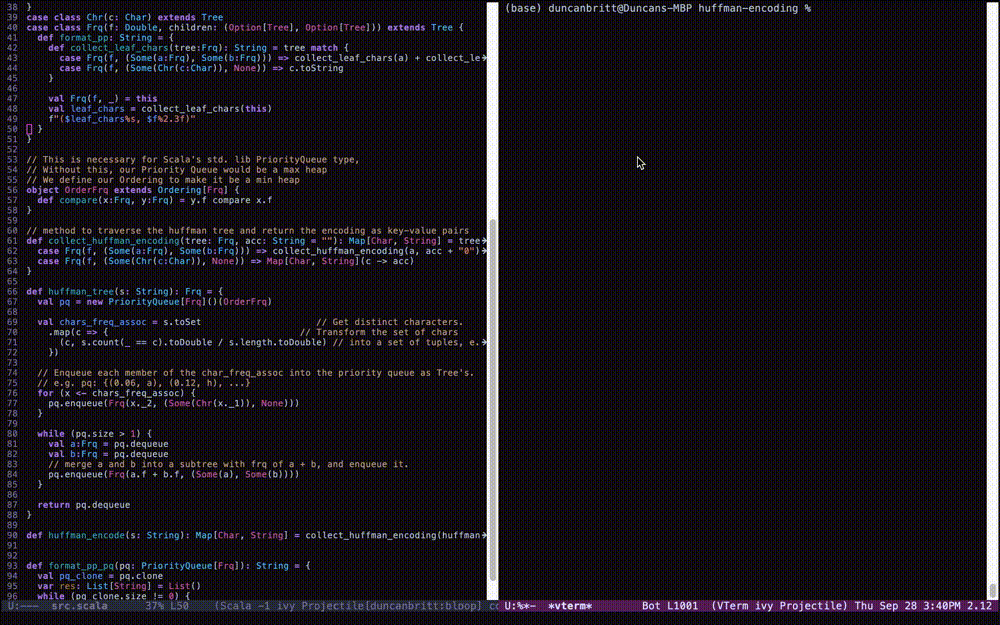 38 }
39 case class Chr(c: Char) extends Tree
40 case class Frq(f: Double, children: (Option[Tree], Option[Tree])) extends Tree {
41   def format_pp: String = {
42     def collect_leaf_chars(tree:Frq): String = tree match {
43       case Frq(f, (Some(a:Frq), Some(b:Frq))) => collect_leaf_chars(a) + collect_le→
44       case Frq(f, (Some(Chr(c:Char)), None)) => c.toString
45     }
46
47     val Frq(f, _) = this
48     val leaf_chars = collect_leaf_chars(this)
49     f"($leaf_chars%s, $f%2.3f)"
50   }
51 }
52
53 // This is necessary for Scala's std. lib PriorityQueue type,
54 // Without this, our Priority Queue would be a max heap
55 // We define our Ordering to make it be a min heap
56 object OrderFrq extends Ordering[Frq] {
57   def compare(x:Frq, y:Frq) = y.f compare x.f
58 }
59
60 // method to traverse the huffman tree and return the encoding as key-value pairs
61 def collect_huffman_encoding(tree: Frq, acc: String = ""): Map[Char, String] = tree→
62   case Frq(f, (Some(a:Frq), Some(b:Frq))) => collect_huffman_encoding(a, acc + "0")→
63   case Frq(f, (Some(Chr(c:Char)), None)) => Map[Char, String](c -> acc)
64 }
65
66 def huffman_tree(s: String): Frq = {
67   val pq = new PriorityQueue[Frq]()(OrderFrq)
68
69   val chars_freq_assoc = s.toSet                     // Get distinct characters.
70     .map(c => {                                   // Transform the set of chars
71       (c, s.count(_ == c).toDouble / s.length.toDouble) // into a set of tuples, e.→
72     })
73
74   // Enqueue each member of the char_freq_assoc into the priority queue as Tree's.
75   // e.g. pq: {(0.06, a), (0.12, h), ...}
76   for (x <- chars_freq_assoc) {
77     pq.enqueue(Frq(x._2, (Some(Chr(x._1)), None)))
78   }
79
80   while (pq.size > 1) {
81     val a:Frq = pq.dequeue
82     val b:Frq = pq.dequeue
83     // merge a and b into a subtree with frq of a + b, and enqueue it.
84     pq.enqueue(Frq(a.f + b.f, (Some(a), Some(b))))
85   }
86
87   return pq.dequeue
88 }
89
90 def huffman_encode(s: String): Map[Char, String] = collect_huffman_encoding(huffman→
91
92
93 def format_pp_pq(pq: PriorityQueue[Frq]): String = {
94   val pq_clone = pq.clone
95   var res: List[String] = List()
96   while (pq_clone.size != 0) {
U:--- src.scala 37% L50 (Scala -1 ivy Projectile[duncanbritt:bloop] co
(base) duncanbritt@Duncans-MBP huffman-encoding %
U:%*- *vterm* Bot L1001 (VTerm ivy Projectile) Thu Sep 28 3:40PM 2.12